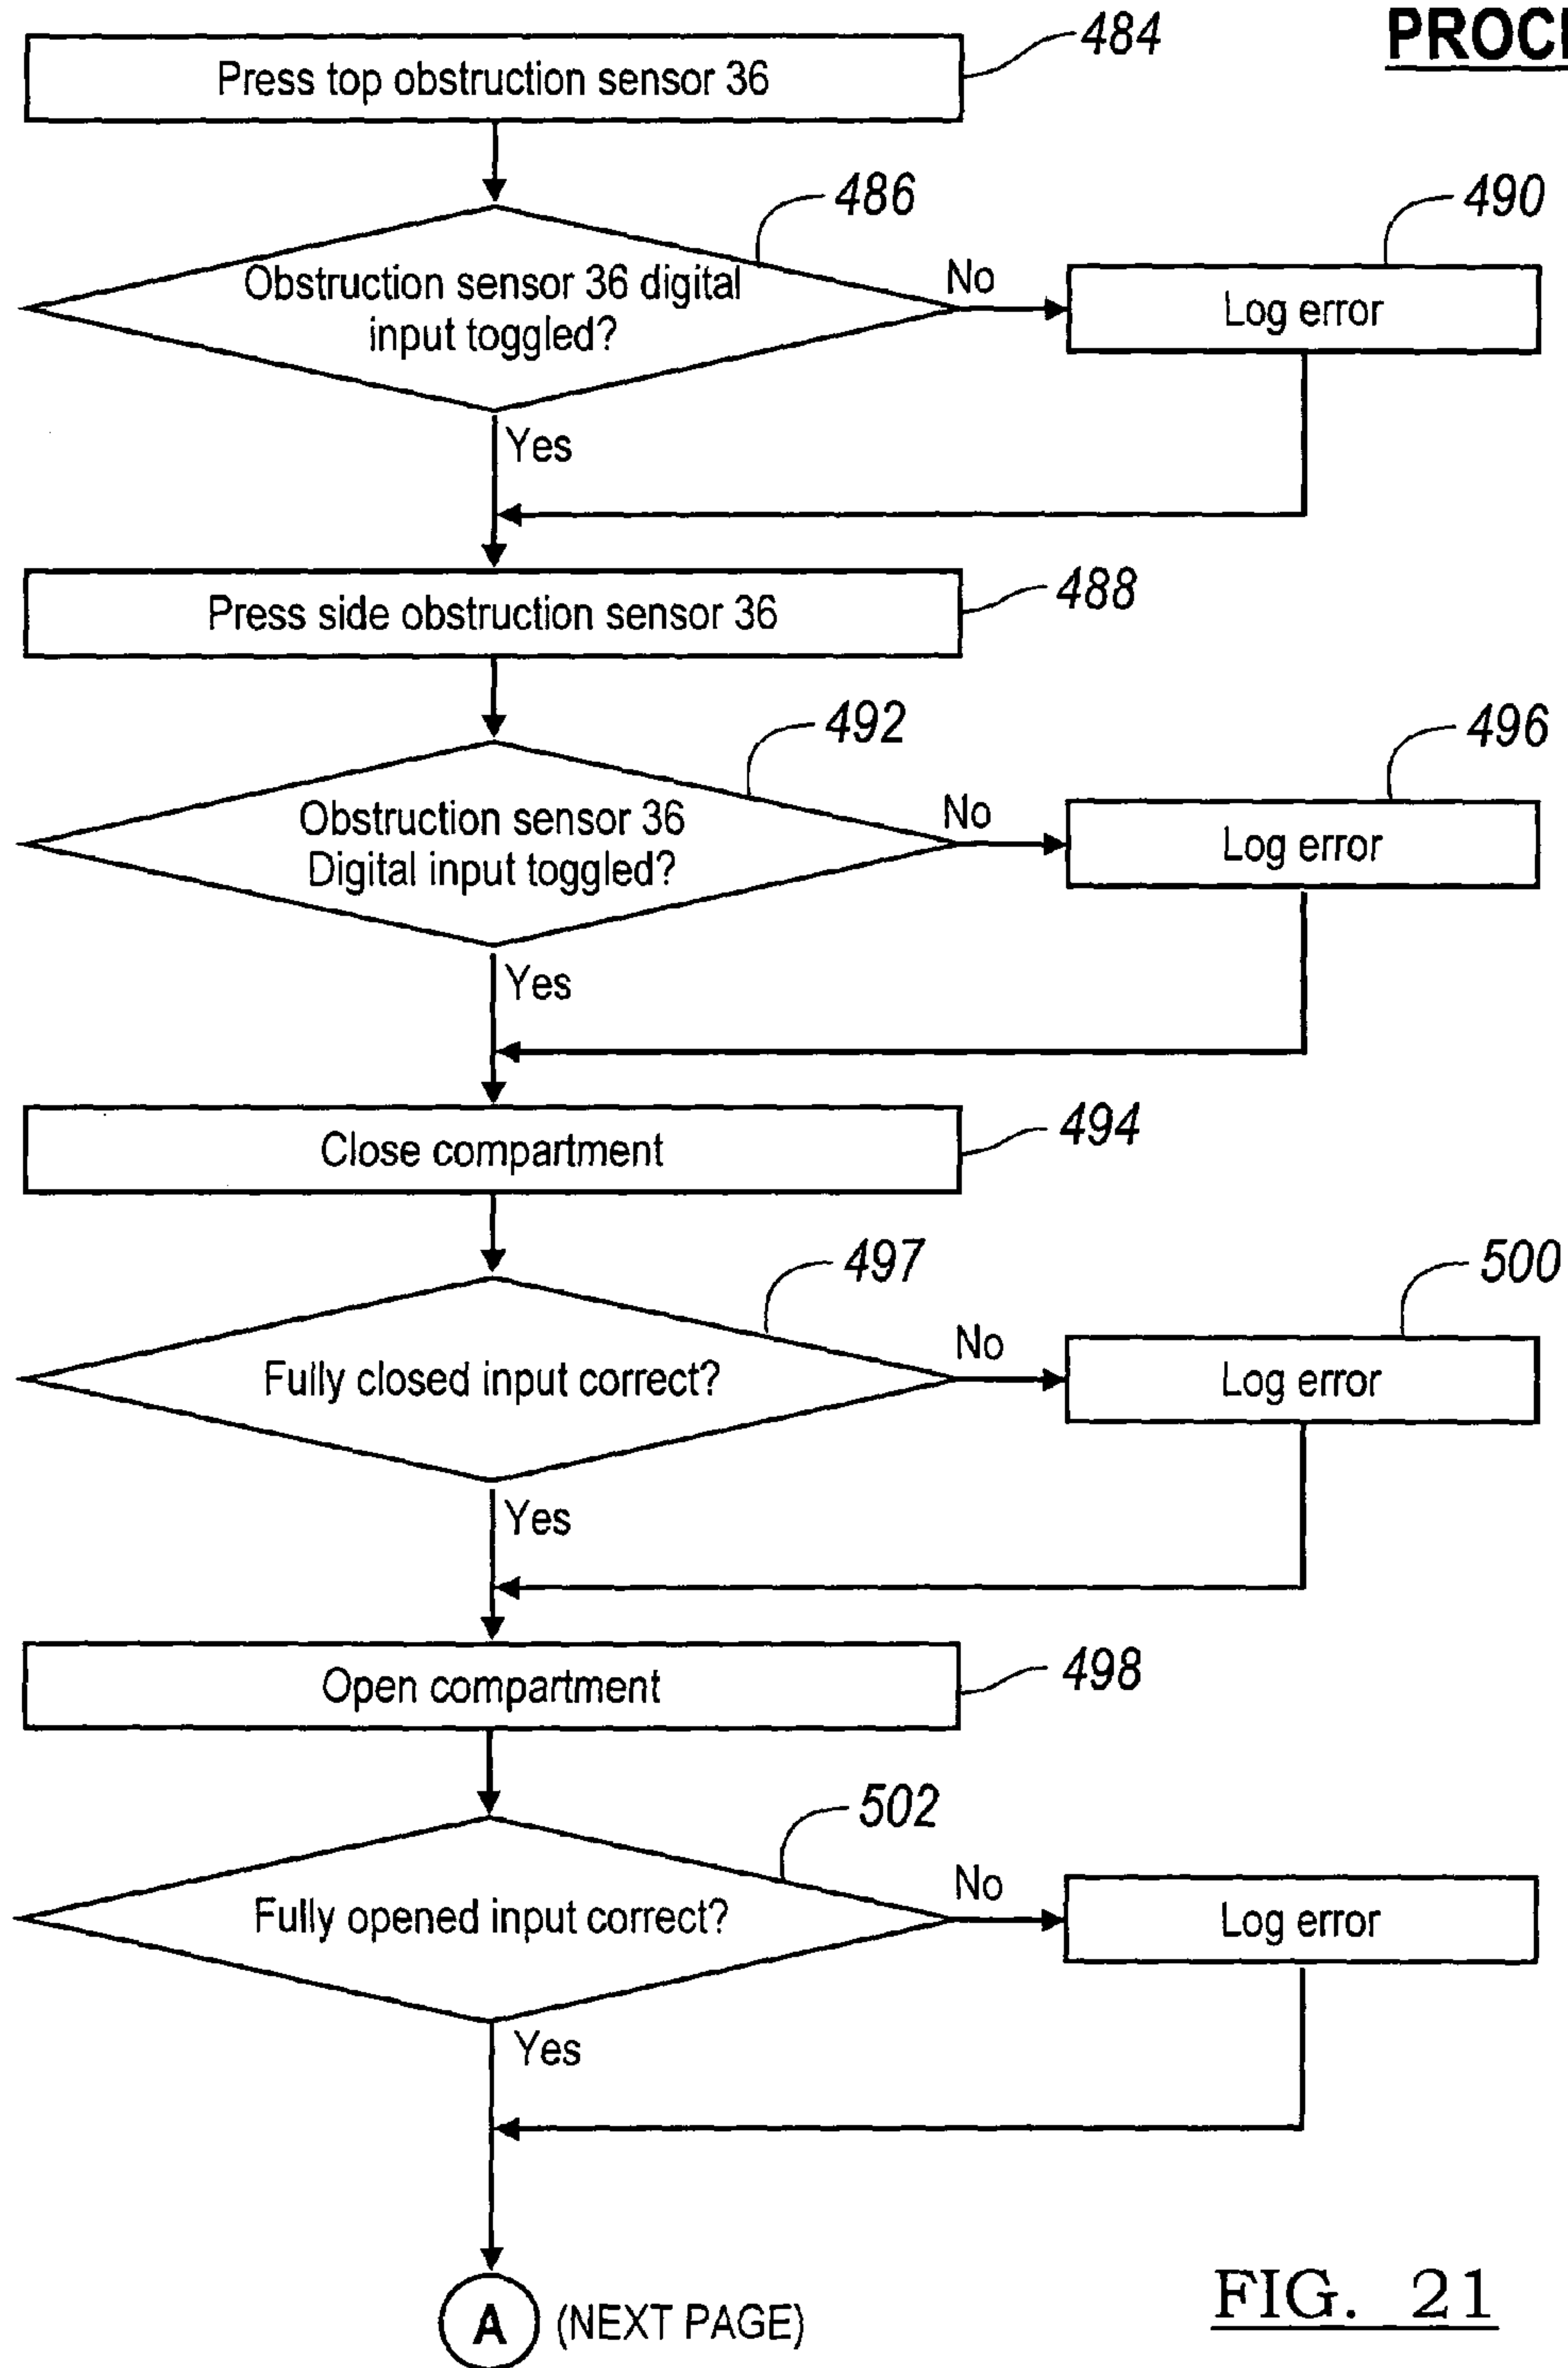 PROC
484
Press top obstruction sensor 36
486
490
Obstruction sensor 36 digital
input toggled?
No
Log error
Yes
488
Press side obstruction sensor 36
492
496
Obstruction sensor 36
Digital input toggled?
No
Log error
Yes
494
Close compartment
497
500
Fully closed input correct?
No
Log error
Yes
498
Open compartment
502
Fully opened input correct?
No
Log error
Yes
A (NEXT PAGE)
FIG. 21